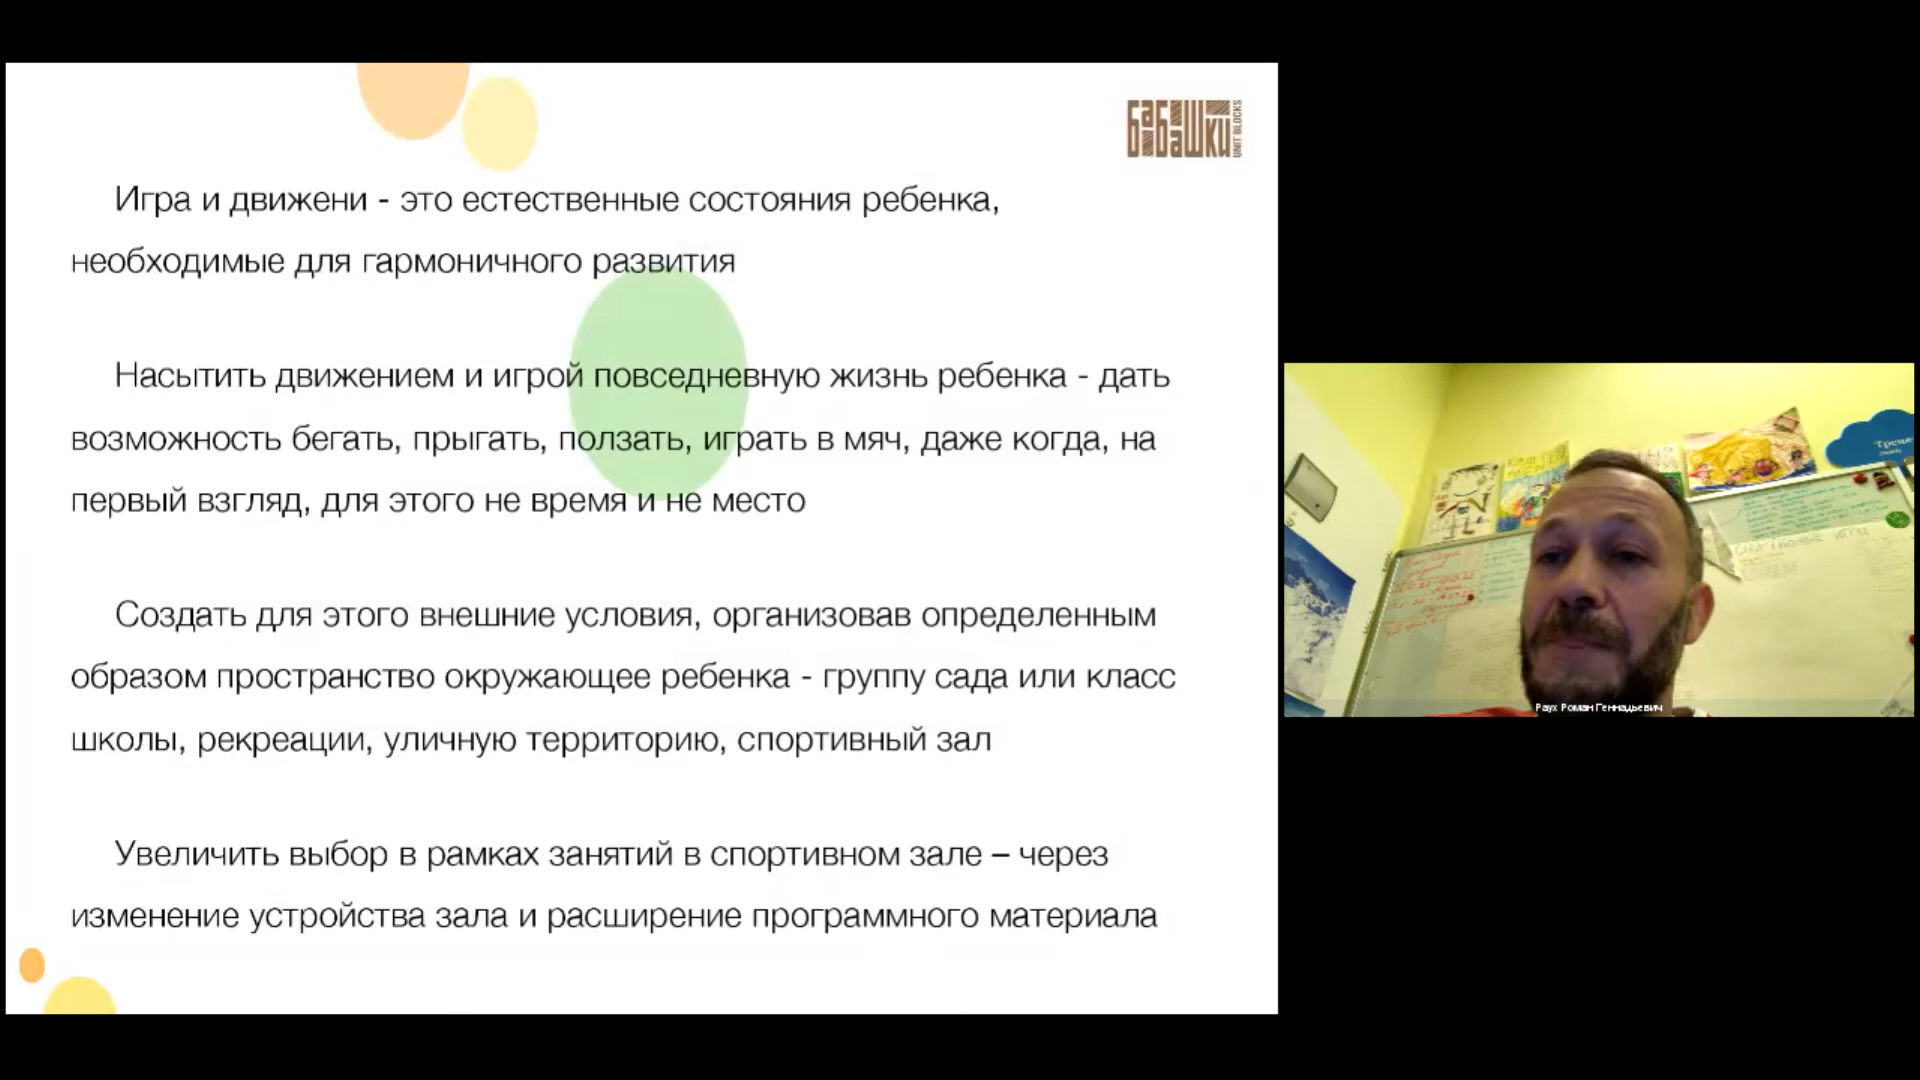 бабашки
UNIT BLOCKS
Игра и движени - это естественные состояния ребенка,
необходимые для гармоничного развития
Насытить движением и игрой повседневную жизнь ребенка - дать
возможность бегать, прыгать, ползать, играть в мяч, даже когда, на
первый взгляд, для этого не время и не место
Создать для этого внешние условия, организовав определенным
образом пространство окружающее ребенка - группу сада или класс
школы, рекреации, уличную территорию, спортивный зал
Увеличить выбор в рамках занятий в спортивном зале – через
изменение устройства зала и расширение программного материала
Раух Роман Геннадьевич